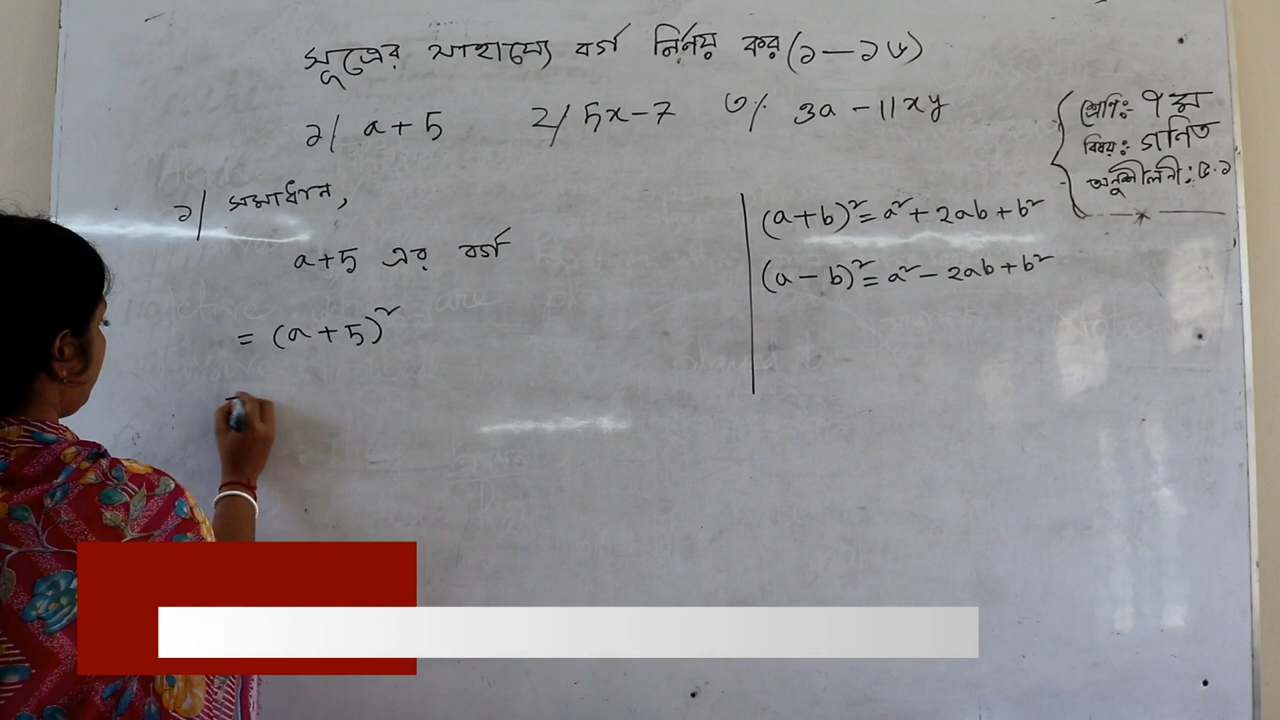 সূত্রের সাহায্যে বর্গ নির্ণয় কর (১-১৬)
১| a+5 2/ 5x-7 ৩/. 3a-11xy
শ্রেণি:- ৭ম
বিষয়: গণিত
অনুশীলনী: ৫.১
১| সমাধান,
a+5 এর বর্গ
= (a+5)²
(a+b)²= a²+2ab+b²
(a-b)²= a²-2ab+b²